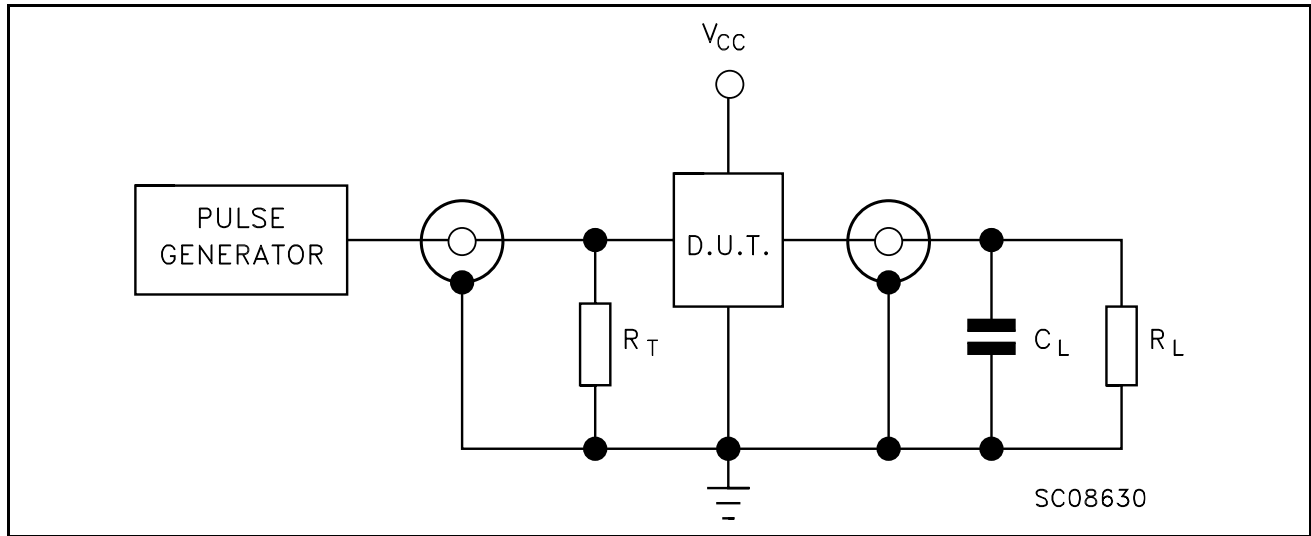 VCC
PULSE
GENERATOR
D.U.T.
RT
CL
RL
SC08630